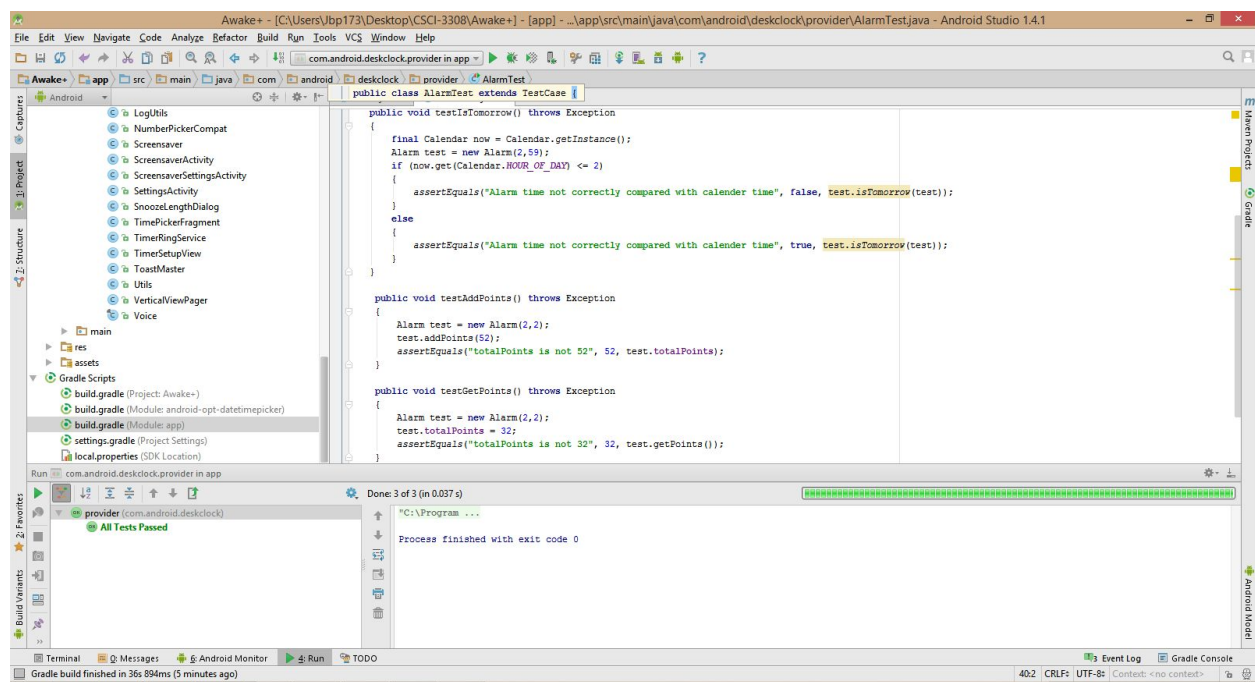 Awake+ - [C:\Users\Jbp173\Desktop\CSCI-3308\Awake+] - [app] - ...\app\src\main\java\com\android\deskclock\provider\AlarmTest.java - Android Studio 1.4.1
File Edit View Navigate Code Analyze Refactor Build Run Tools VCS Window Help
com.android.deskclock.provider in app
Awake+ app src main java com android deskclock provider AlarmTest
Android
public class AlarmTest extends TestCase {
LogUtils
NumberPickerCompat
Screensaver
ScreensaverActivity
ScreensaverSettingsActivity
SettingsActivity
SnoozeLengthDialog
TimePickerFragment
TimerRingService
TimerSetupView
ToastMaster
Utils
VerticalViewPager
Voice
main
res
assets
Gradle Scripts
build.gradle (Project: Awake+)
build.gradle (Module: android-opt-datetimepicker)
build.gradle (Module: app)
settings.gradle (Project Settings)
local.properties (SDK Location)
public void testIsTomorrow() throws Exception
{
final Calendar now = Calendar.getInstance();
Alarm test = new Alarm(2,59);
if (now.get(Calendar.HOUR_OF_DAY) <= 2)
{
assertEquals("Alarm time not correctly compared with calender time", false, test.isTomorrow(test));
}
else
{
assertEquals("Alarm time not correctly compared with calender time", true, test.isTomorrow(test));
}
}
public void testAddPoints() throws Exception
{
Alarm test = new Alarm(2,2);
test.addPoints(52);
assertEquals("totalPoints is not 52", 52, test.totalPoints);
}
public void testGetPoints() throws Exception
{
Alarm test = new Alarm(2,2);
test.totalPoints = 32;
assertEquals("totalPoints is not 32", 32, test.getPoints());
}
Captures
1: Project
7: Structure
2: Favorites
Build Variants
Maven Projects
Gradle
Android Model
Run com.android.deskclock.provider in app
Done: 3 of 3 (in 0.037 s)
provider (com.android.deskclock)
All Tests Passed
"C:\Program ...
Process finished with exit code 0
Terminal 0: Messages 6: Android Monitor 4: Run TODO
3 Event Log Gradle Console
Gradle build finished in 36s 894ms (5 minutes ago)
40:2 CRLF÷ UTF-8÷ Context: <no context>